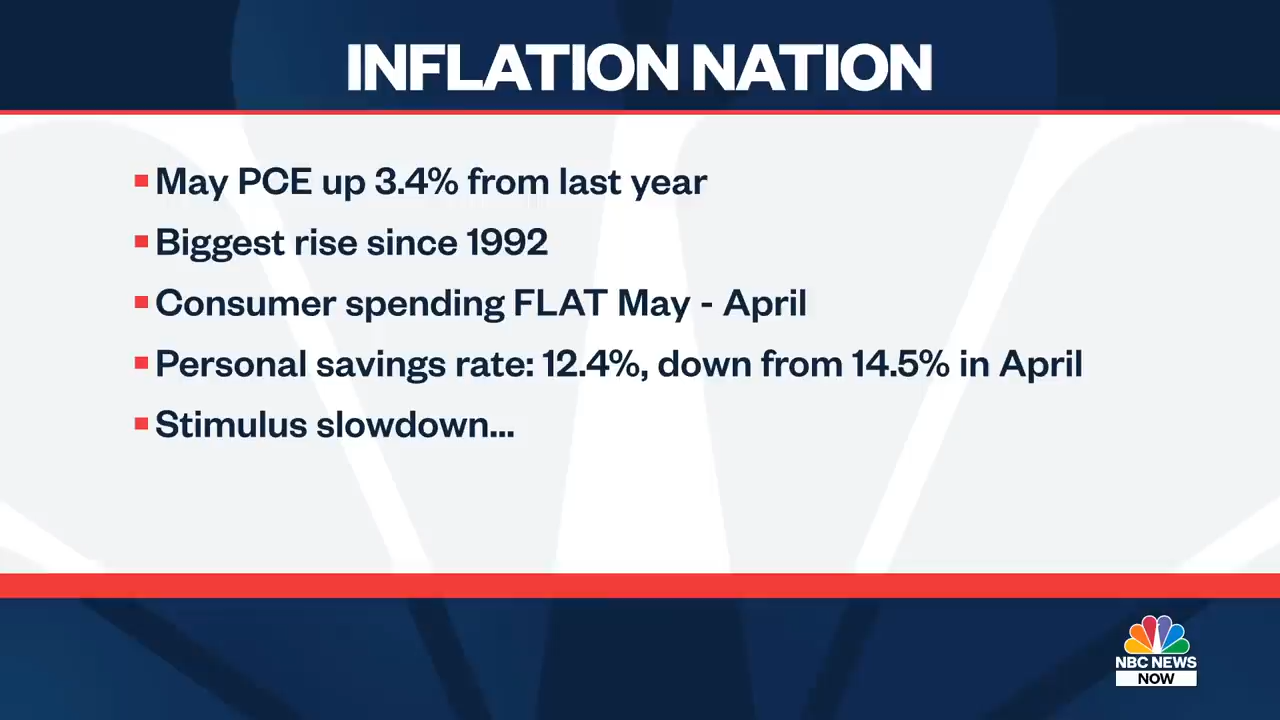 INFLATION NATION
May PCE up 3.4% from last year
Biggest rise since 1992
Consumer spending FLAT May - April
Personal savings rate: 12.4%, down from 14.5% in April
Stimulus slowdown...
NBC NEWS
NOW